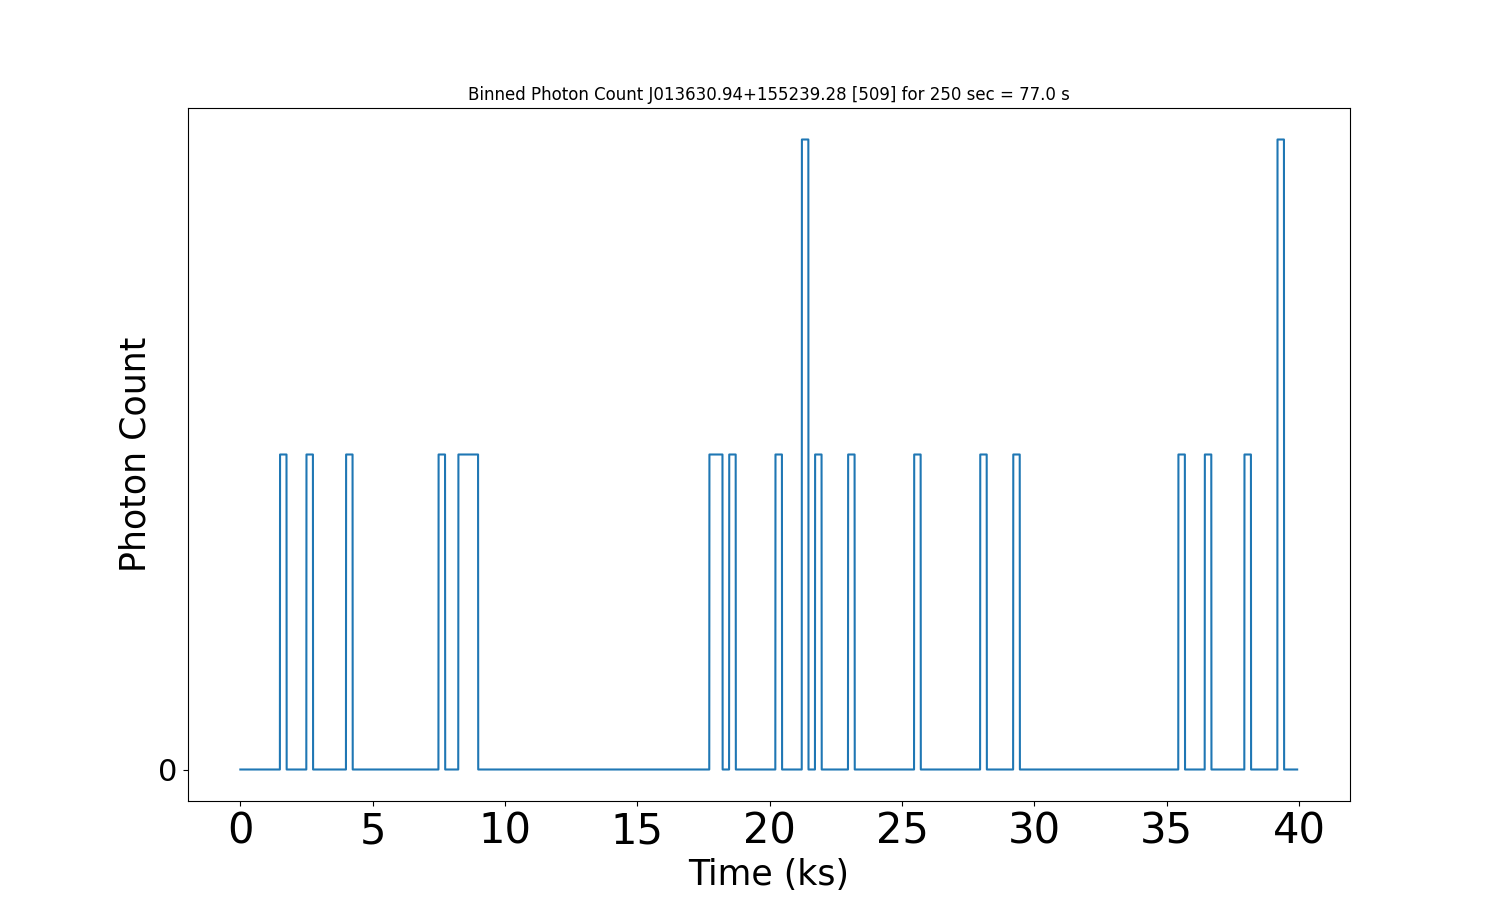 Binned Photon Count J013630.94+155239.28 [509] for 250 sec = 77.0 s
Photon Count
0
0 5 10 15 20 25 30 35 40
Time (ks)